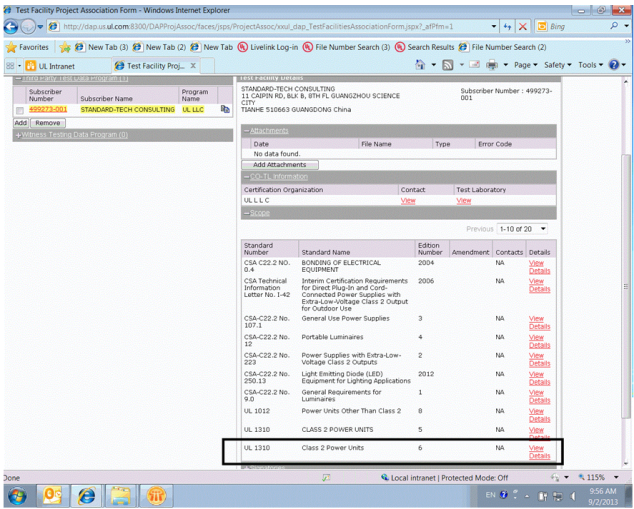 Test Facility Project Association Form - Windows Internet Explorer
http://dap.us.ul.com:8300/DAPProjAssoc/faces/jsps/ProjectAssoc/xxul_dap_TestFacilitiesAssociationForm.jspx?_afPfm=1
Bing
Favorites New Tab (3) New Tab (2) New Tab Livelink Log-in File Number Search (3) Search Results File Number Search (2)
UL Intranet Test Facility Proj... X Page Safety Tools
Third Party Test Data Program (1)
Subscriber Number Subscriber Name Program Name
499273-001 STANDARD-TECH CONSULTING UL LLC
Add Remove
Witness Testing Data Program (0)
Test Facility Details
STANDARD-TECH CONSULTING
11 CAIPIN RD, BLK B, 8TH FL GUANGZHOU SCIENCE
CITY
TIANHE 510663 GUANGDONG China
Subscriber Number : 499273-
001
Attachments
Date File Name Type Error Code
No data found.
Add Attachments
CO-TL Information
Certification Organization Contact Test Laboratory
UL L L C View View
Scope
Previous 1-10 of 20
Standard Number Standard Name Edition Number Amendment Contacts Details
CSA C22.2 NO. 0.4 BONDING OF ELECTRICAL EQUIPMENT 2004 NA View Details
CSA Technical Information Letter No. I-42 Interim Certification Requirements for Direct Plug-In and Cord-Connected Power Supplies with Extra-Low-Voltage Class 2 Output for Outdoor Use 2006 NA View Details
CSA-C22.2 No. 107.1 General Use Power Supplies 3 NA View Details
CSA-C22.2 No. 12 Portable Luminaires 4 NA View Details
CSA-C22.2 No. 223 Power Supplies with Extra-Low-Voltage Class 2 Outputs 2 NA View Details
CSA-C22.2 No. 250.13 Light Emitting Diode (LED) Equipment for Lighting Applications 2012 NA View Details
CSA-C22.2 No. 9.0 General Requirements for Luminaires 1 NA View Details
UL 1012 Power Units Other Than Class 2 8 NA View Details
UL 1310 CLASS 2 POWER UNITS 5 NA View Details
UL 1310 Class 2 Power Units 6 NA View Details
Done Local intranet | Protected Mode: Off 115%
EN 9:56 AM
9/2/2013